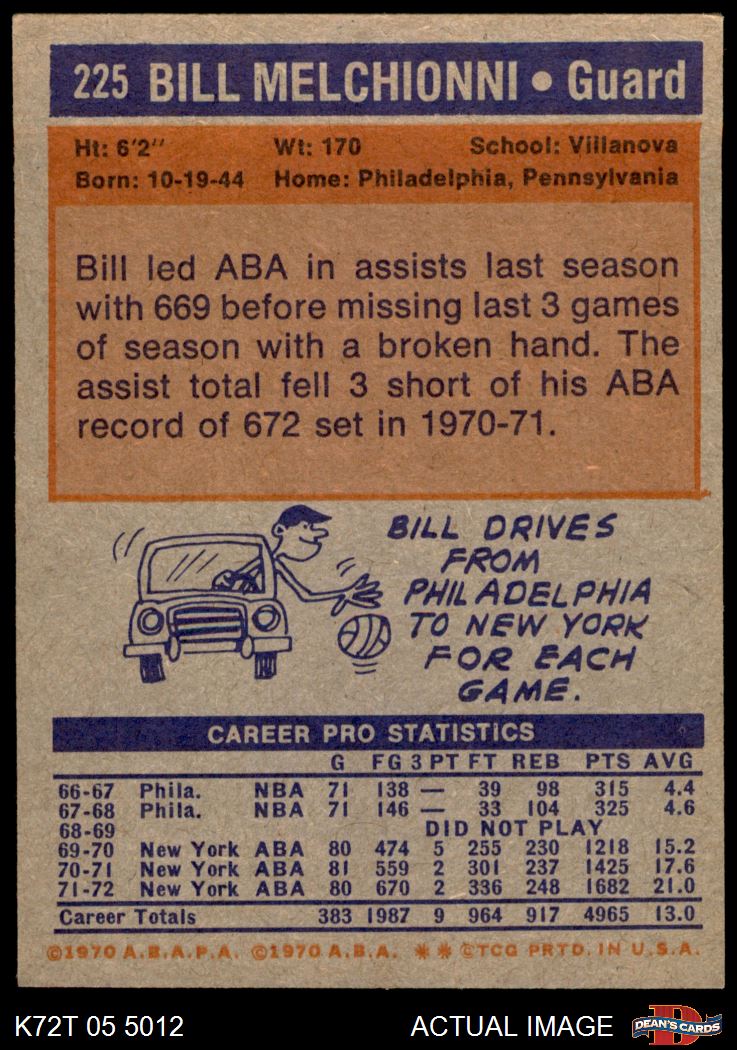 225 BILL MELCHIONNI • Guard
Ht: 6'2" Wt: 170 School: Villanova
Born: 10-19-44 Home: Philadelphia, Pennsylvania
Bill led ABA in assists last season
with 669 before missing last 3 games
of season with a broken hand. The
assist total fell 3 short of his ABA
record of 672 set in 1970-71.
BILL DRIVES
FROM
PHILADELPHIA
TO NEW YORK
FOR EACH
GAME.
CAREER PRO STATISTICS
G FG 3 PT FT REB PTS AVG
66-67 Phila. NBA 71 138 — 39 98 315 4.4
67-68 Phila. NBA 71 146 — 33 104 325 4.6
68-69 DID NOT PLAY
69-70 New York ABA 80 474 5 255 230 1218 15.2
70-71 New York ABA 81 559 2 301 237 1425 17.6
71-72 New York ABA 80 670 2 336 248 1682 21.0
Career Totals 383 1987 9 964 917 4965 13.0
©1970 A.B.A.P.A. ©1970 A.B.A. * * ©TCG PRTD. IN U.S.A.
K72T 05 5012 ACTUAL IMAGE D DEAN'S CARDS